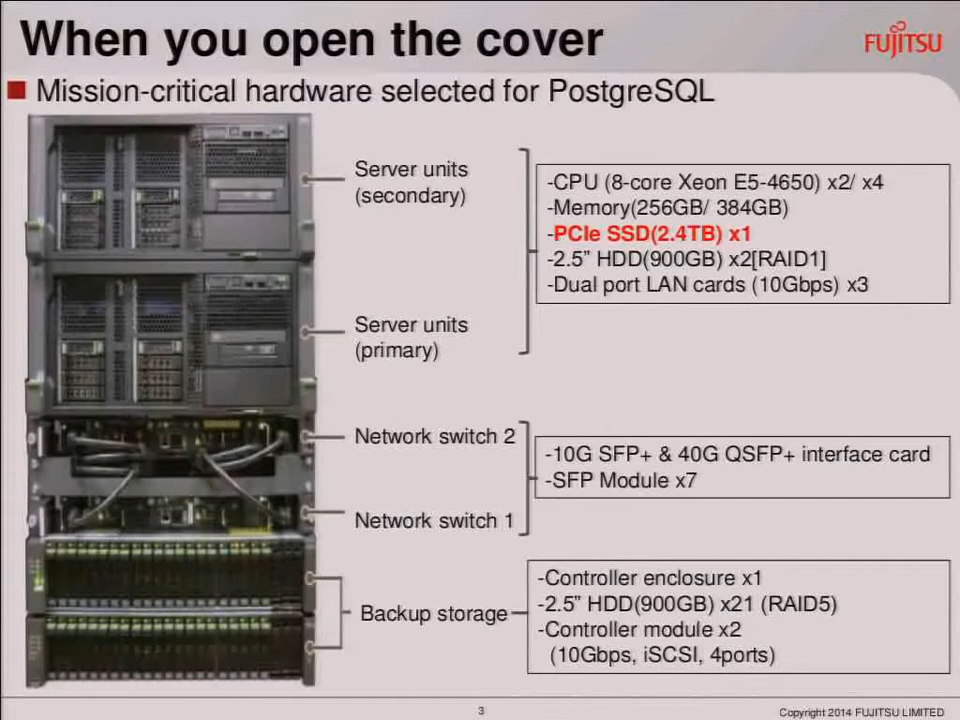 When you open the cover
FUJITSU
Mission-critical hardware selected for PostgreSQL
Server units
(secondary)
-CPU (8-core Xeon E5-4650) x2/ x4
-Memory(256GB/ 384GB)
-PCIe SSD(2.4TB) x1
-2.5” HDD(900GB) x2[RAID1]
-Dual port LAN cards (10Gbps) x3
Server units
(primary)
Network switch 2
-10G SFP+ & 40G QSFP+ interface card
-SFP Module x7
Network switch 1
Backup storage
-Controller enclosure x1
-2.5” HDD(900GB) x21 (RAID5)
-Controller module x2
(10Gbps, iSCSI, 4ports)
3
Copyright 2014 FUJITSU LIMITED